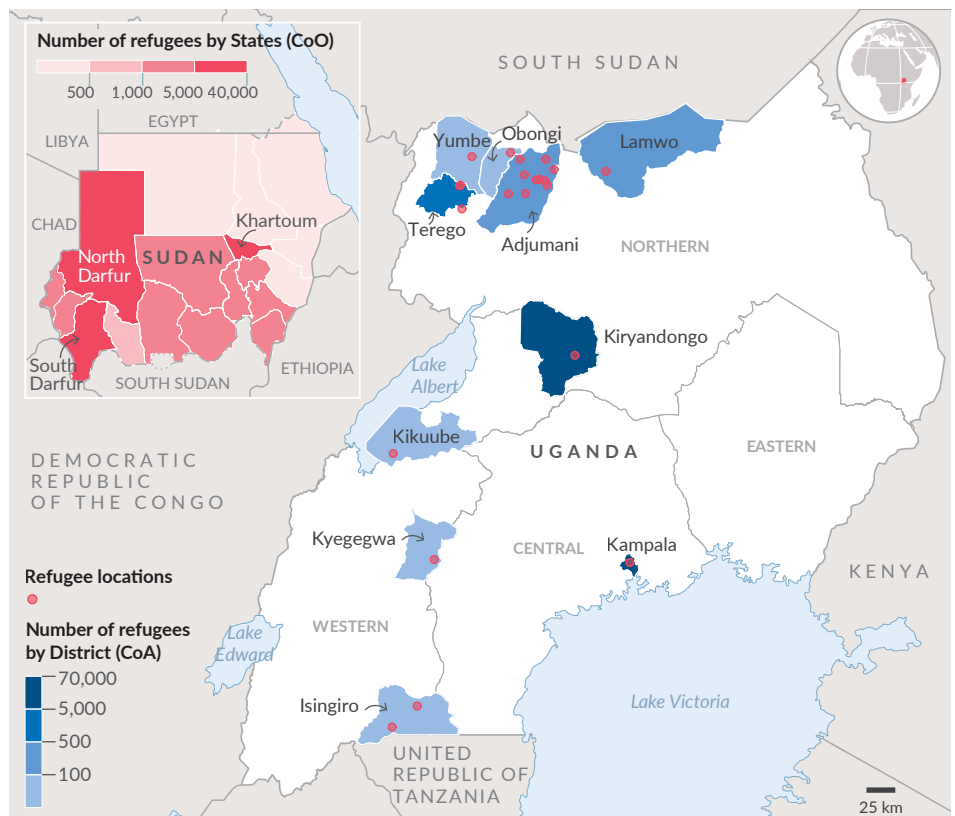 Number of refugees by States (CoO)
500 1,000 5,000 40,000
EGYPT
LIBYA
CHAD
Khartoum
North
Darfur
SUDAN
South
Darfur
SOUTH SUDAN
ETHIOPIA
SOUTH SUDAN
Yumbe
Obongi
Lamwo
Terego
Adjumani
NORTHERN
Kiryandongo
Lake
Albert
Kikuube
UGANDA
EASTERN
DEMOCRATIC
REPUBLIC
OF THE CONGO
Kyegegwa
CENTRAL
Kampala
KENYA
Refugee locations
Number of refugees
by District (CoA)
70,000
5,000
500
100
WESTERN
Lake
Edward
Isingiro
Lake Victoria
UNITED
REPUBLIC OF
TANZANIA
25 km